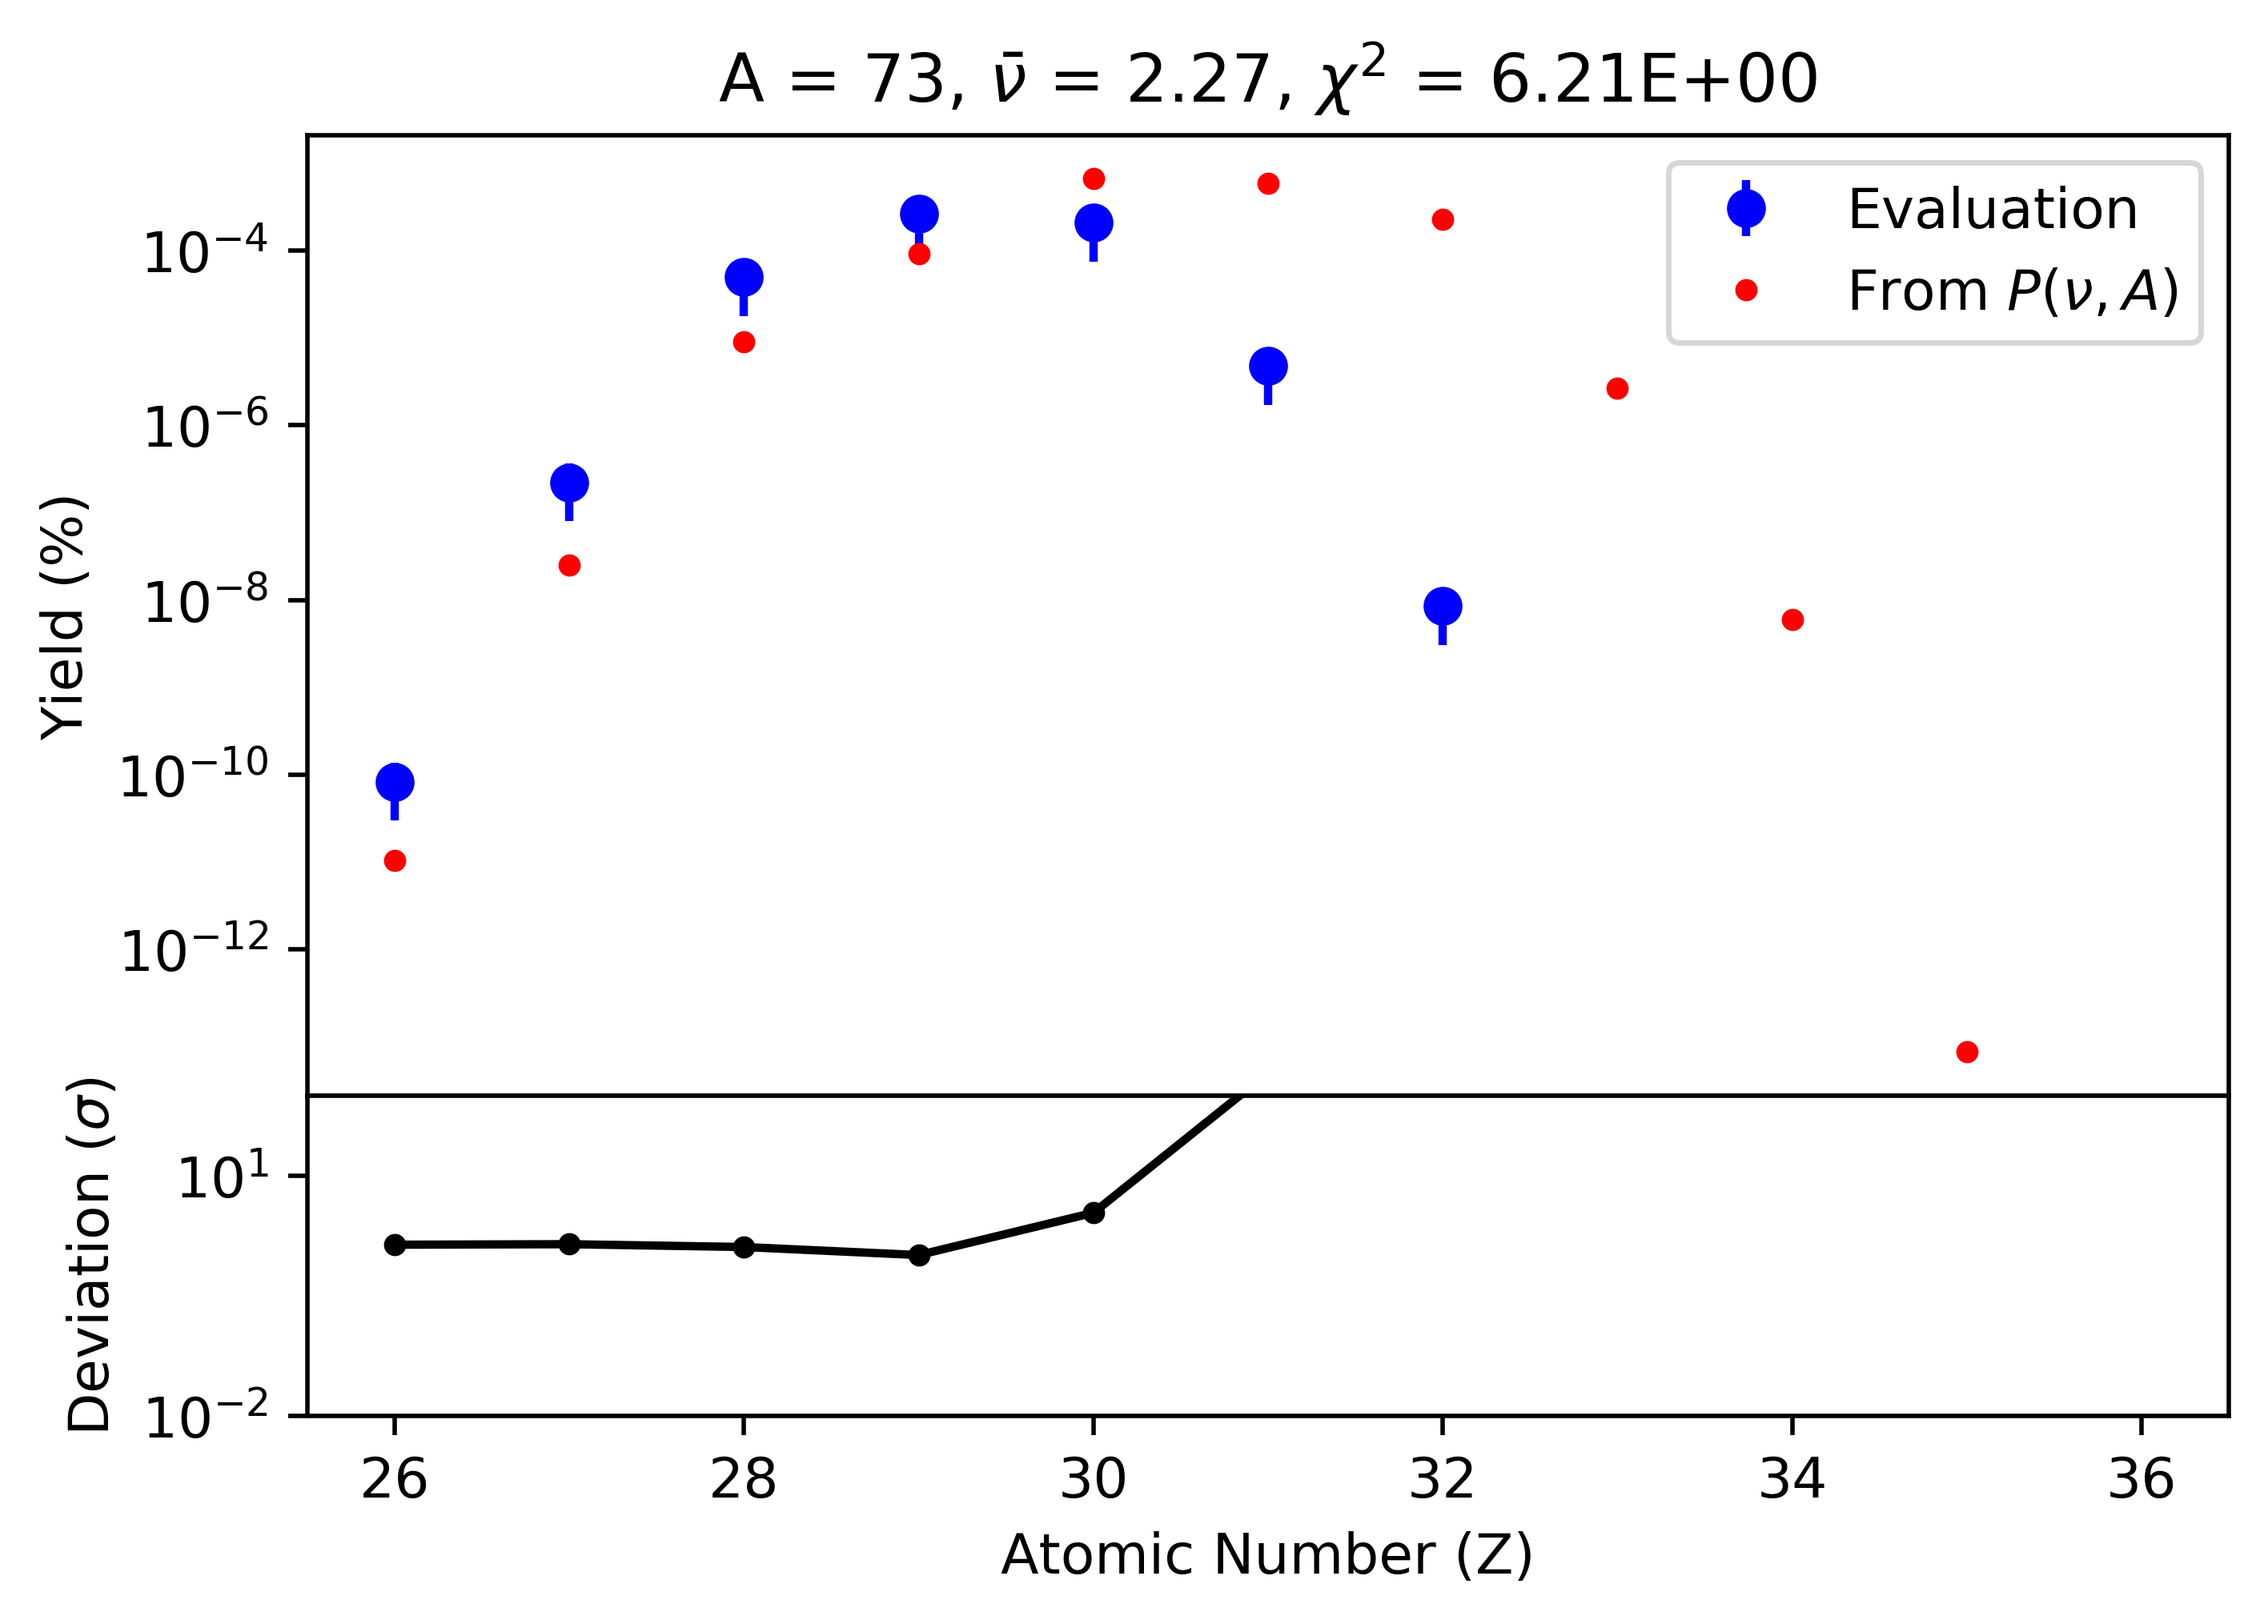 A = 73, ν̄ = 2.27, χ² = 6.21E+00
Evaluation
From P(ν, A)
Yield (%)
10⁻⁴
10⁻⁶
10⁻⁸
10⁻¹⁰
10⁻¹²
Deviation (σ)
10¹
10⁻²
26 28 30 32 34 36
Atomic Number (Z)